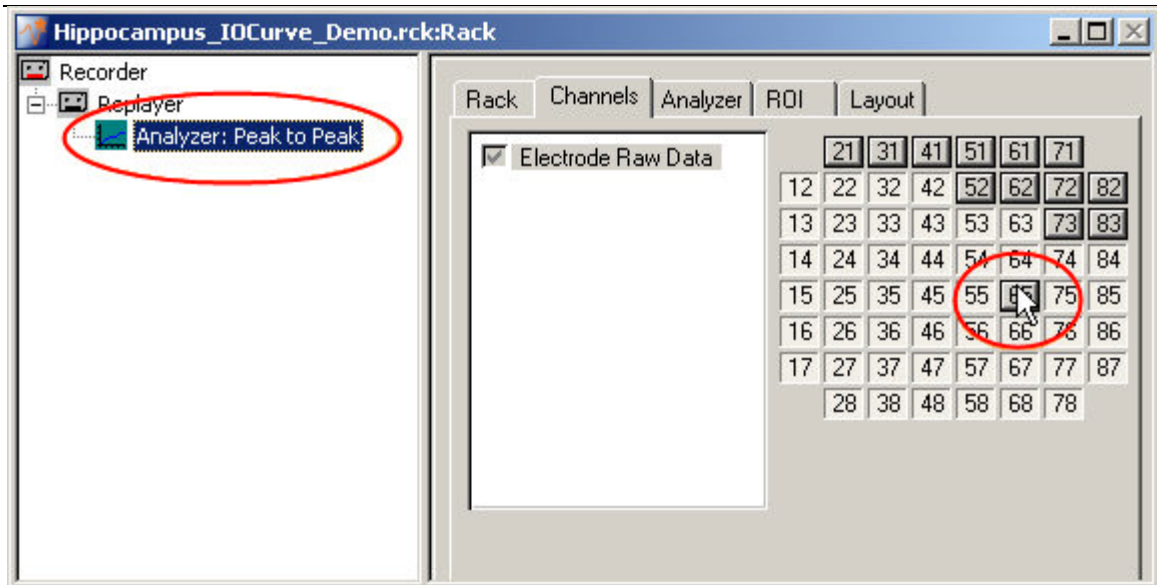 Hippocampus_IOCurve_Demo.rck:Rack
Recorder
Replayer
Analyzer: Peak to Peak
Rack Channels Analyzer ROI Layout
Electrode Raw Data
21 31 41 51 61 71
12 22 32 42 52 62 72 82
13 23 33 43 53 63 73 83
14 24 34 44 54 64 74 84
15 25 35 45 55 65 75 85
16 26 36 46 56 66 76 86
17 27 37 47 57 67 77 87
28 38 48 58 68 78